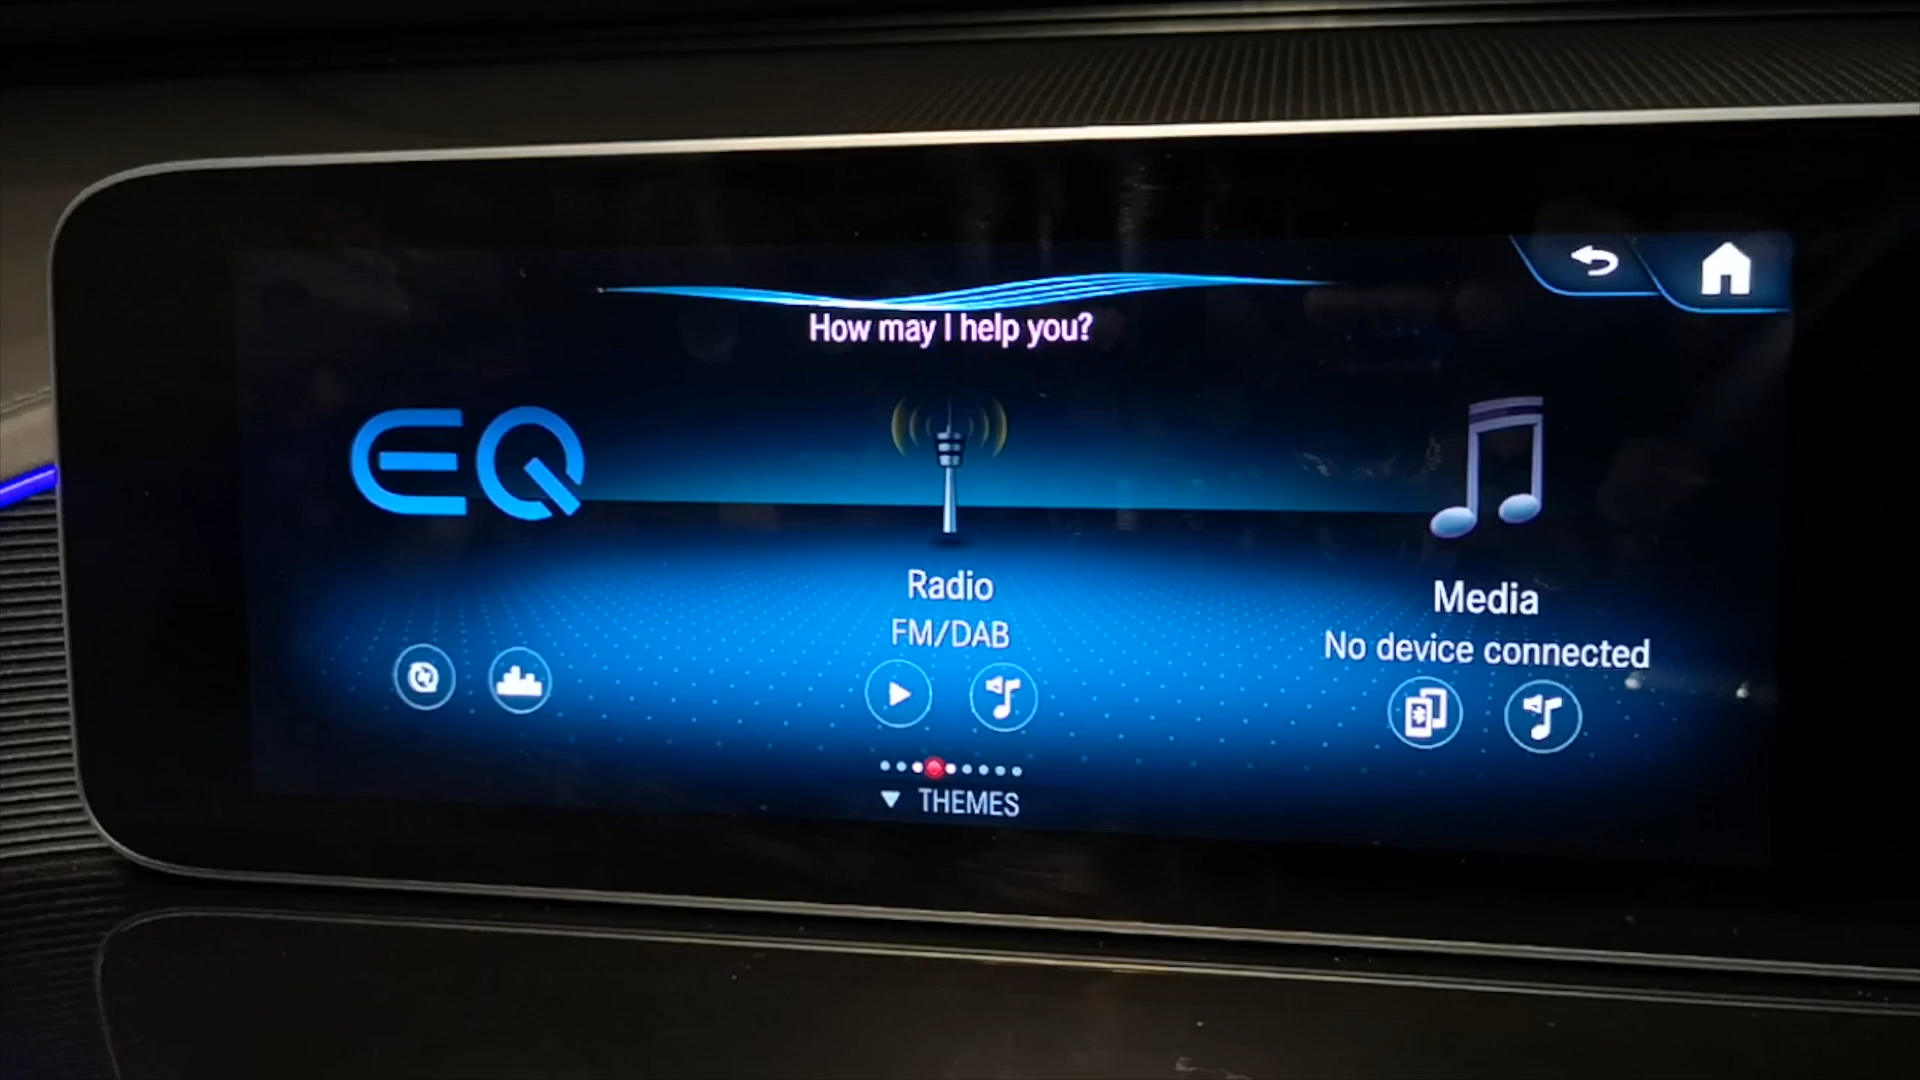 How may I help you?
EQ
Radio
FM/DAB
Media
No device connected
THEMES